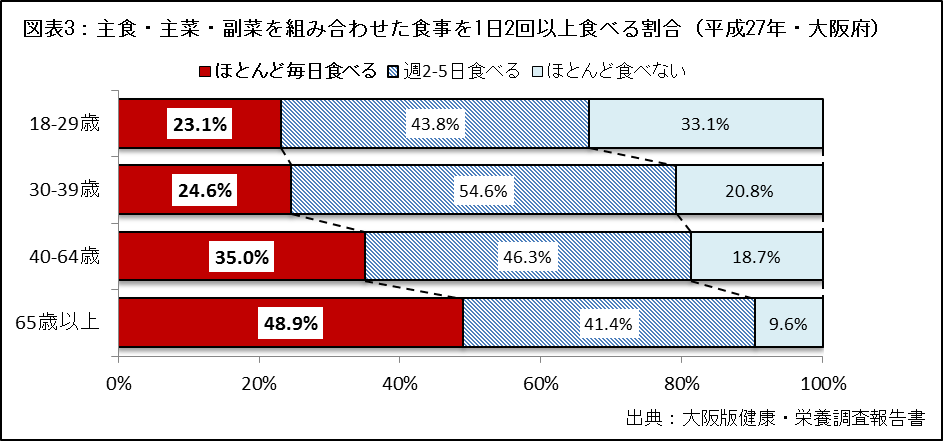 図表3：主食・主菜・副菜を組み合わせた食事を1日2回以上食べる割合（平成27年・大阪府）
ほとんど毎日食べる 週2-5日食べる ほとんど食べない
18-29歳 23.1% 43.8% 33.1%
30-39歳 24.6% 54.6% 20.8%
40-64歳 35.0% 46.3% 18.7%
65歳以上 48.9% 41.4% 9.6%
0% 20% 40% 60% 80% 100%
出典：大阪版健康・栄養調査報告書